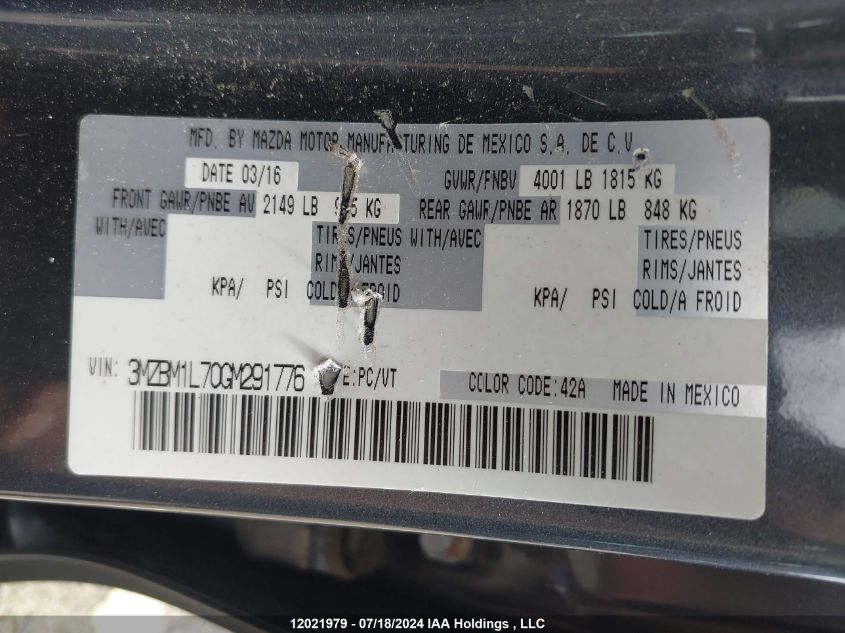 MFD. BY MAZDA MOTOR MANUFACTURING DE MEXICO S.A. DE C.V
DATE 03/16 GVWR/FNBV 4001 LB 1815 KG
FRONT GAWR/PNBE AV 2149 LB KG REAR GAWR/PNBE AR 1870 LB 848 KG
WITH/AVEC TIRES/PNEUS WITH/AVEC TIRES/PNEUS
RIMS/JANTES RIMS/JANTES
KPA/ PSI COLD/A FROID KPA/ PSI COLD/A FROID
VIN: 3MZBM1L70GM291776 :PC/VT COLOR CODE:42A MADE IN MEXICO
12021979 - 07/18/2024 IAA Holdings , LLC